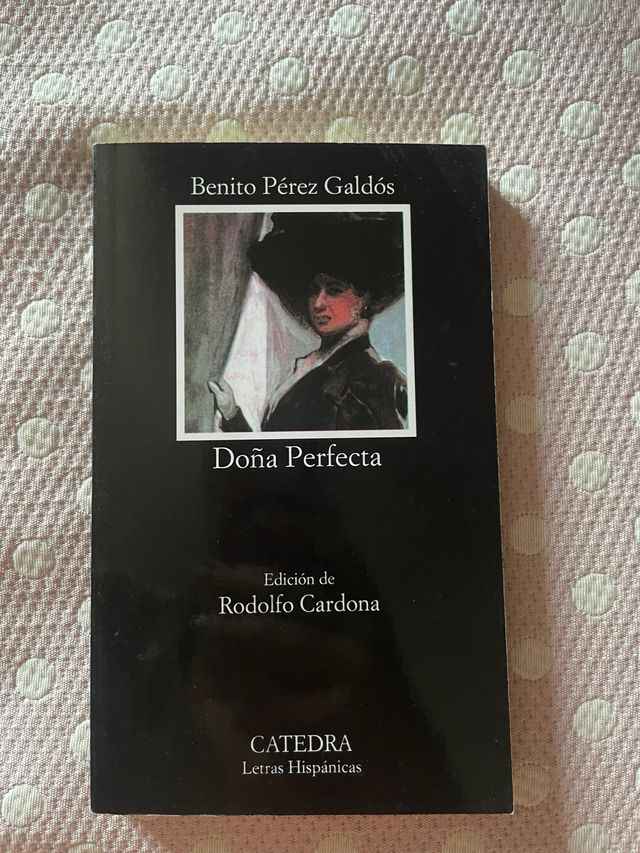 Benito Pérez Galdós
Doña Perfecta
Edición de
Rodolfo Cardona
CATEDRA
Letras Hispánicas